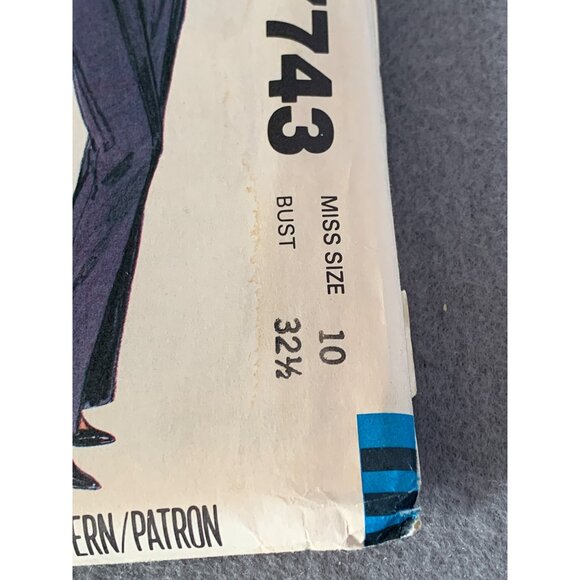 743
MISS SIZE 10
BUST 32½
ERN/PATRON